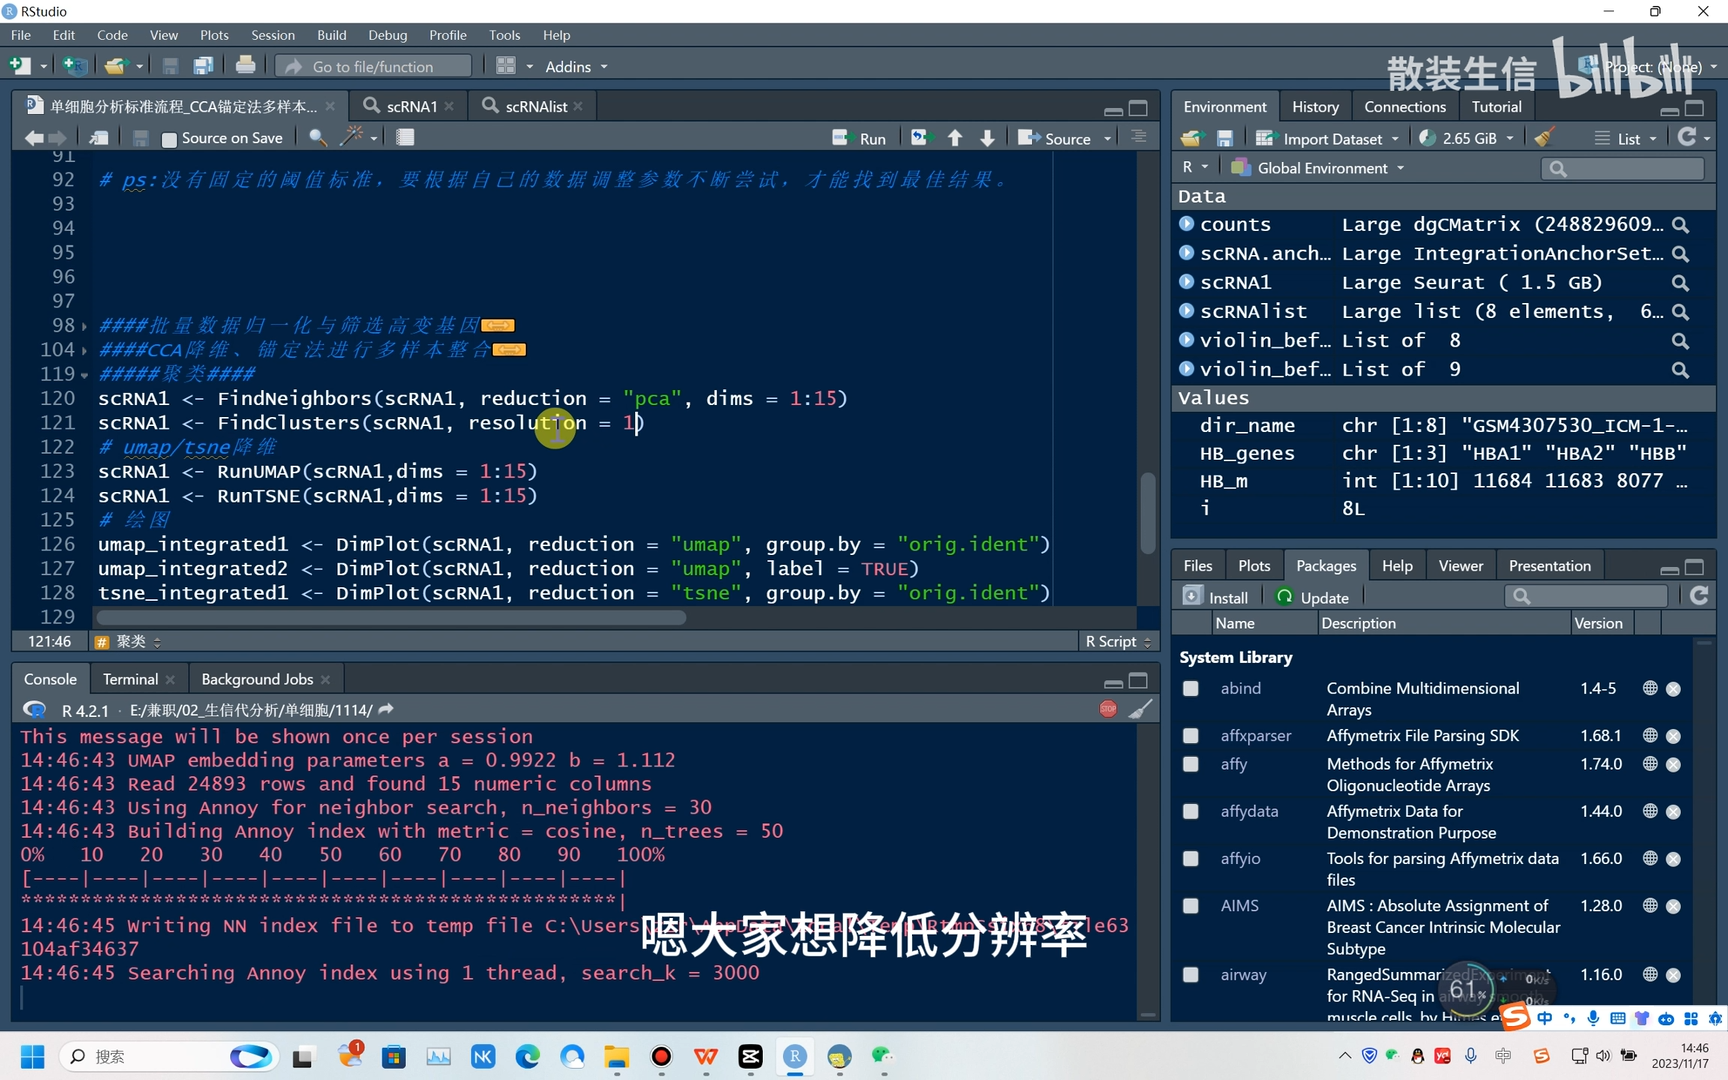 RStudio
File Edit Code View Plots Session Build Debug Profile Tools Help
Go to file/function Addins Project: (None)
散装生信 bilibili
单细胞分析标准流程_CCA锚定法多样本... scRNA1 scRNAlist
Source on Save Run Source
91
92 # ps:没有固定的阈值标准，要根据自己的数据调整参数不断尝试，才能找到最佳结果。
93
94
95
96
97
98 ####批量数据归一化与筛选高变基因
104 ####CCA降维、锚定法进行多样本整合
119 #####聚类####
120 scRNA1 <- FindNeighbors(scRNA1, reduction = "pca", dims = 1:15)
121 scRNA1 <- FindClusters(scRNA1, resolution = 1)
122 # umap/tsne降维
123 scRNA1 <- RunUMAP(scRNA1,dims = 1:15)
124 scRNA1 <- RunTSNE(scRNA1,dims = 1:15)
125 # 绘图
126 umap_integrated1 <- DimPlot(scRNA1, reduction = "umap", group.by = "orig.ident")
127 umap_integrated2 <- DimPlot(scRNA1, reduction = "umap", label = TRUE)
128 tsne_integrated1 <- DimPlot(scRNA1, reduction = "tsne", group.by = "orig.ident")
129
121:46 # 聚类 R Script
Console Terminal Background Jobs
R 4.2.1 · E:/兼职/02_生信代分析/单细胞/1114/
This message will be shown once per session
14:46:43 UMAP embedding parameters a = 0.9922 b = 1.112
14:46:43 Read 24893 rows and found 15 numeric columns
14:46:43 Using Annoy for neighbor search, n_neighbors = 30
14:46:43 Building Annoy index with metric = cosine, n_trees = 50
0% 10 20 30 40 50 60 70 80 90 100%
[----|----|----|----|----|----|----|----|----|----|
**************************************************|
14:46:45 Writing NN index file to temp file C:\Users
104af34637
14:46:45 Searching Annoy index using 1 thread, search_k = 3000
嗯大家想降低分辨率
Environment History Connections Tutorial
Import Dataset 2.65 GiB List
R Global Environment
Data
counts Large dgCMatrix (248829609...
scRNA.anch... Large IntegrationAnchorSet...
scRNA1 Large Seurat ( 1.5 GB)
scRNAlist Large list (8 elements, 6...
violin_bef... List of 8
violin_bef... List of 9
Values
dir_name chr [1:8] "GSM4307530_ICM-1-...
HB_genes chr [1:3] "HBA1" "HBA2" "HBB"
HB_m int [1:10] 11684 11683 8077 ...
i 8L
Files Plots Packages Help Viewer Presentation
Install Update
Name Description Version
System Library
abind Combine Multidimensional Arrays 1.4-5
affxparser Affymetrix File Parsing SDK 1.68.1
affy Methods for Affymetrix Oligonucleotide Arrays 1.74.0
affydata Affymetrix Data for Demonstration Purpose 1.44.0
affyio Tools for parsing Affymetrix data files 1.66.0
AIMS AIMS : Absolute Assignment of Breast Cancer Intrinsic Molecular Subtype 1.28.0
airway RangedSummarizedExperiment for RNA-Seq in airway smooth muscle cells, by Himes 1.16.0
61% 0K/s
0K/s
中
搜索
14:46
2023/11/17